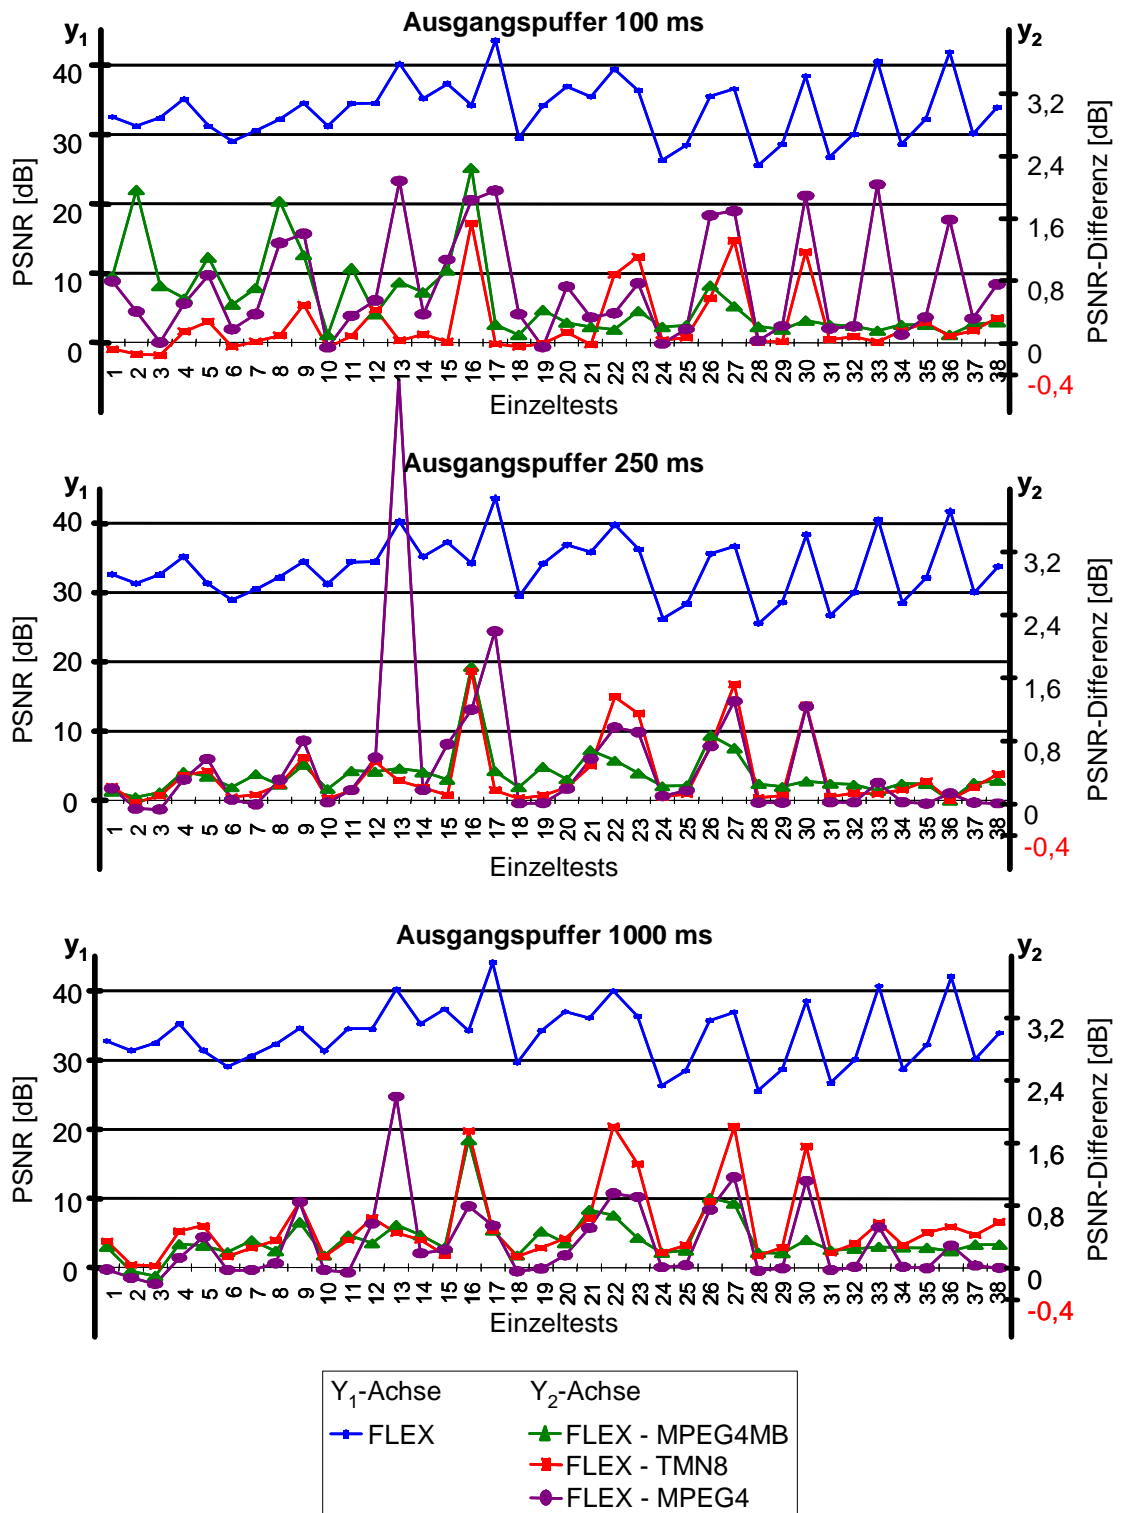 Ausgangspuffer 100 ms
y1
y2
PSNR [dB]
40
30
20
10
0
3,2
2,4
1,6
0,8
0
-0,4
PSNR-Differenz [dB]
1 2 3 4 5 6 7 8 9 10 11 12 13 14 15 16 17 18 19 20 21 22 23 24 25 26 27 28 29 30 31 32 33 34 35 36 37 38
Einzeltests
Ausgangspuffer 250 ms
y1
y2
PSNR [dB]
40
30
20
10
0
3,2
2,4
1,6
0,8
0
-0,4
PSNR-Differenz [dB]
1 2 3 4 5 6 7 8 9 10 11 12 13 14 15 16 17 18 19 20 21 22 23 24 25 26 27 28 29 30 31 32 33 34 35 36 37 38
Einzeltests
Ausgangspuffer 1000 ms
y1
y2
PSNR [dB]
40
30
20
10
0
3,2
2,4
1,6
0,8
0
-0,4
PSNR-Differenz [dB]
1 2 3 4 5 6 7 8 9 10 11 12 13 14 15 16 17 18 19 20 21 22 23 24 25 26 27 28 29 30 31 32 33 34 35 36 37 38
Einzeltests
Y1-Achse
Y2-Achse
FLEX
FLEX - MPEG4MB
FLEX - TMN8
FLEX - MPEG4